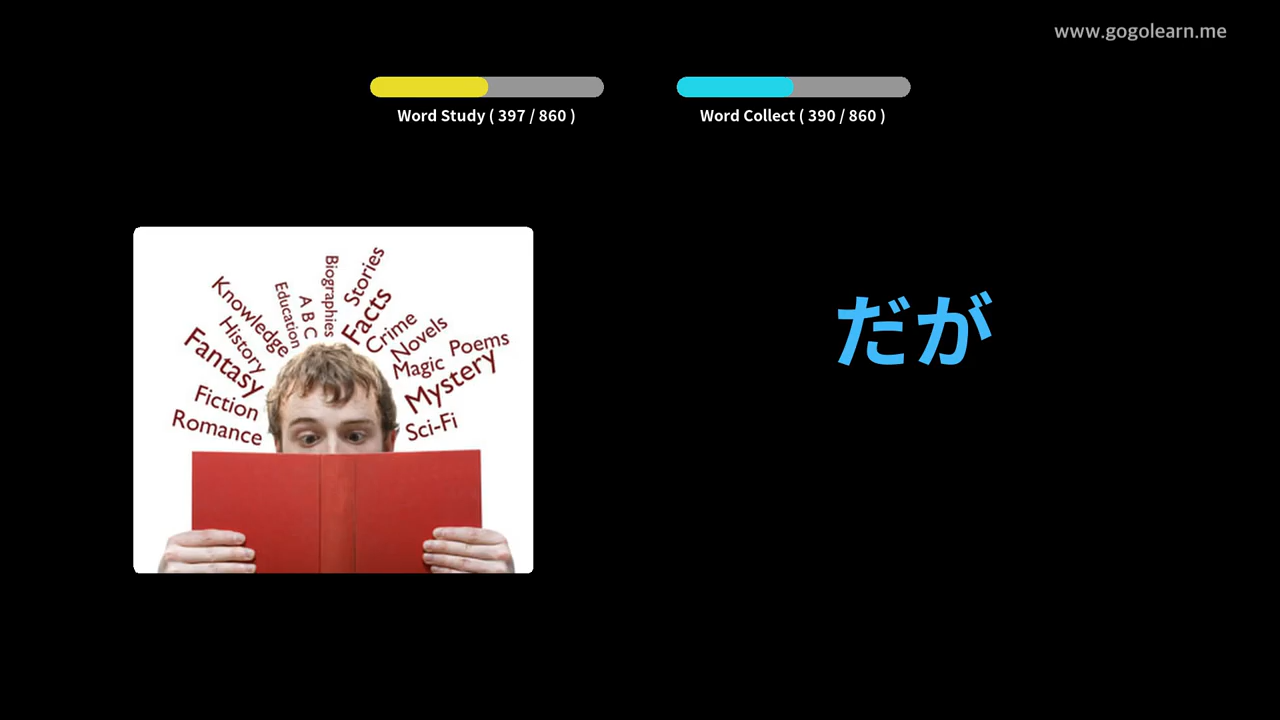 www.gogolearn.me
Word Study ( 397 / 860 )
Word Collect ( 390 / 860 )
Knowledge
Education
A B C
Biographies
Stories
Facts
Crime
Novels
Poems
History
Fantasy
Magic
Mystery
Fiction
Romance
Sci-Fi
だが